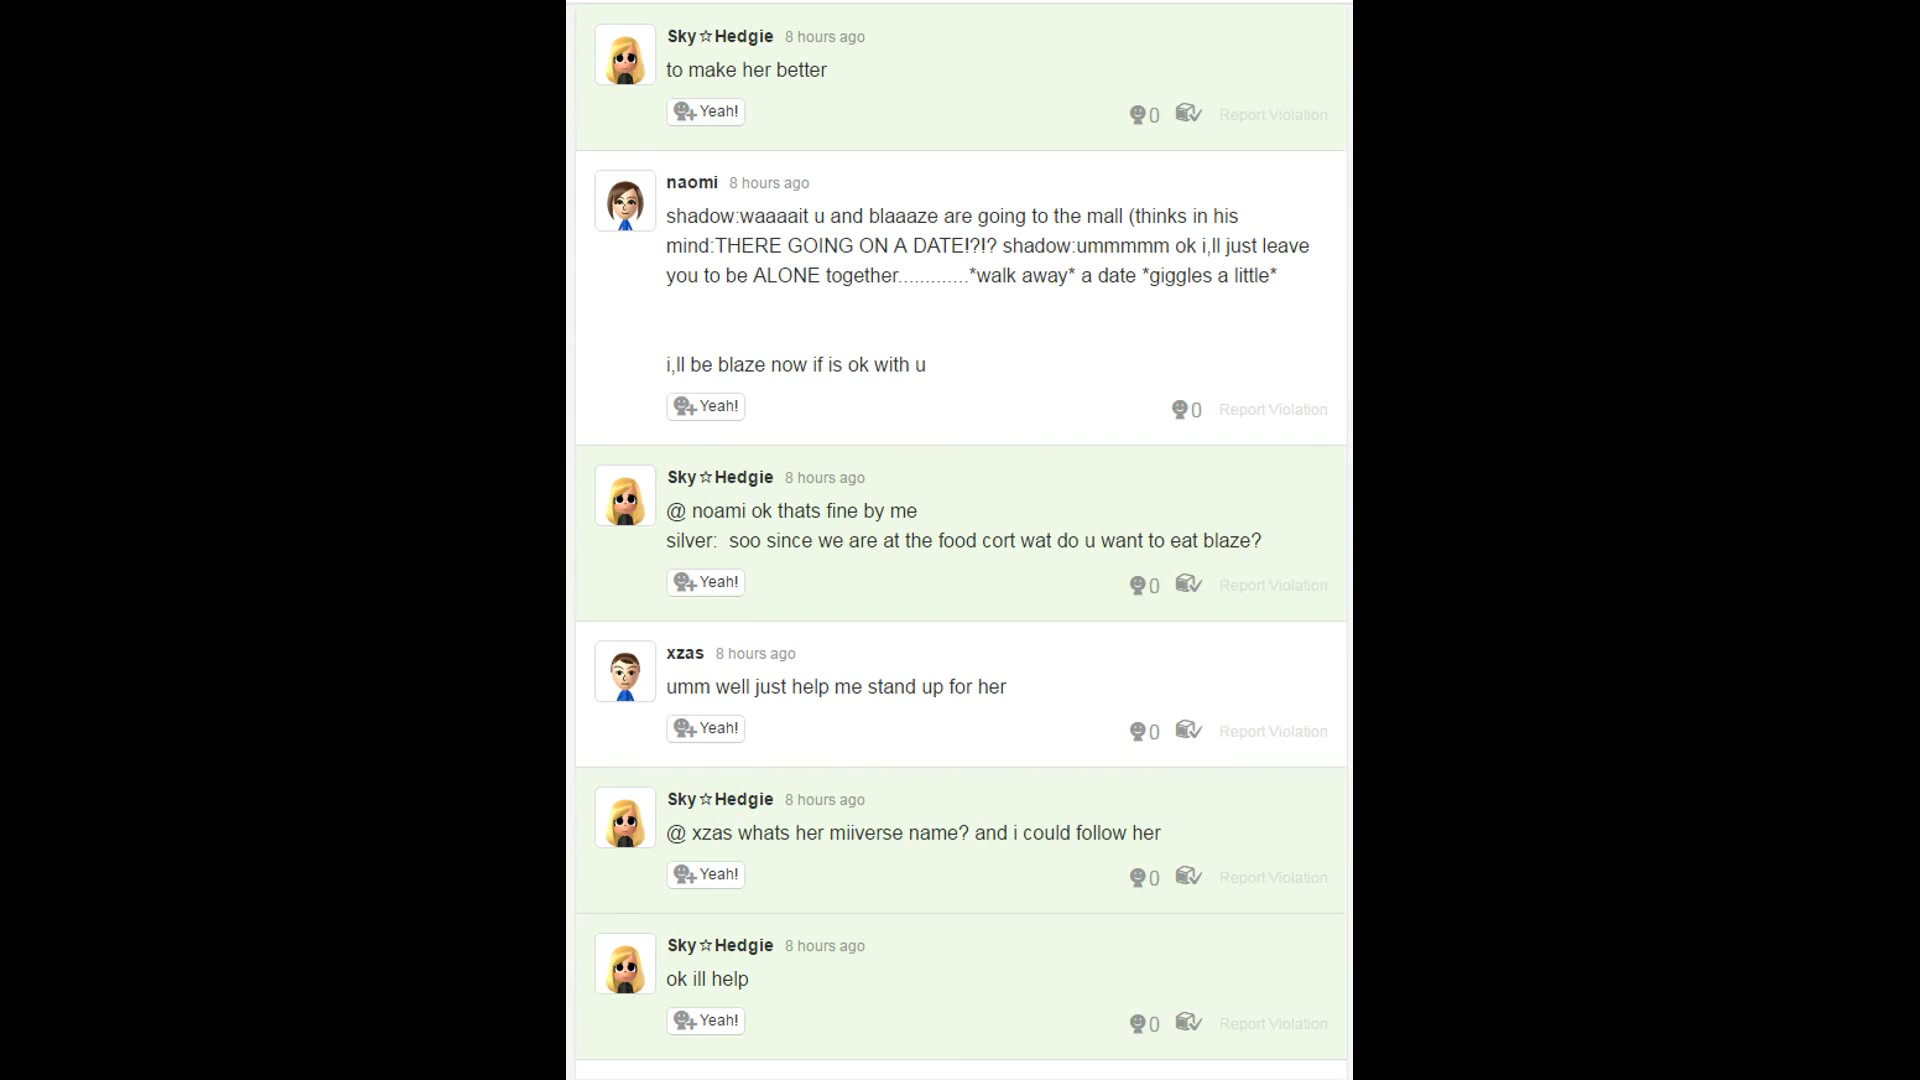 Sky☆Hedgie 8 hours ago
to make her better
Yeah!
0 Report Violation
naomi 8 hours ago
shadow:waaaait u and blaaaze are going to the mall (thinks in his
mind:THERE GOING ON A DATE!?!? shadow:ummmmm ok i,ll just leave
you to be ALONE together.............*walk away* a date *giggles a little*
i,ll be blaze now if is ok with u
Yeah!
0 Report Violation
Sky☆Hedgie 8 hours ago
@ noami ok thats fine by me
silver:  soo since we are at the food cort wat do u want to eat blaze?
Yeah!
0 Report Violation
xzas 8 hours ago
umm well just help me stand up for her
Yeah!
0 Report Violation
Sky☆Hedgie 8 hours ago
@ xzas whats her miiverse name? and i could follow her
Yeah!
0 Report Violation
Sky☆Hedgie 8 hours ago
ok ill help
Yeah!
0 Report Violation